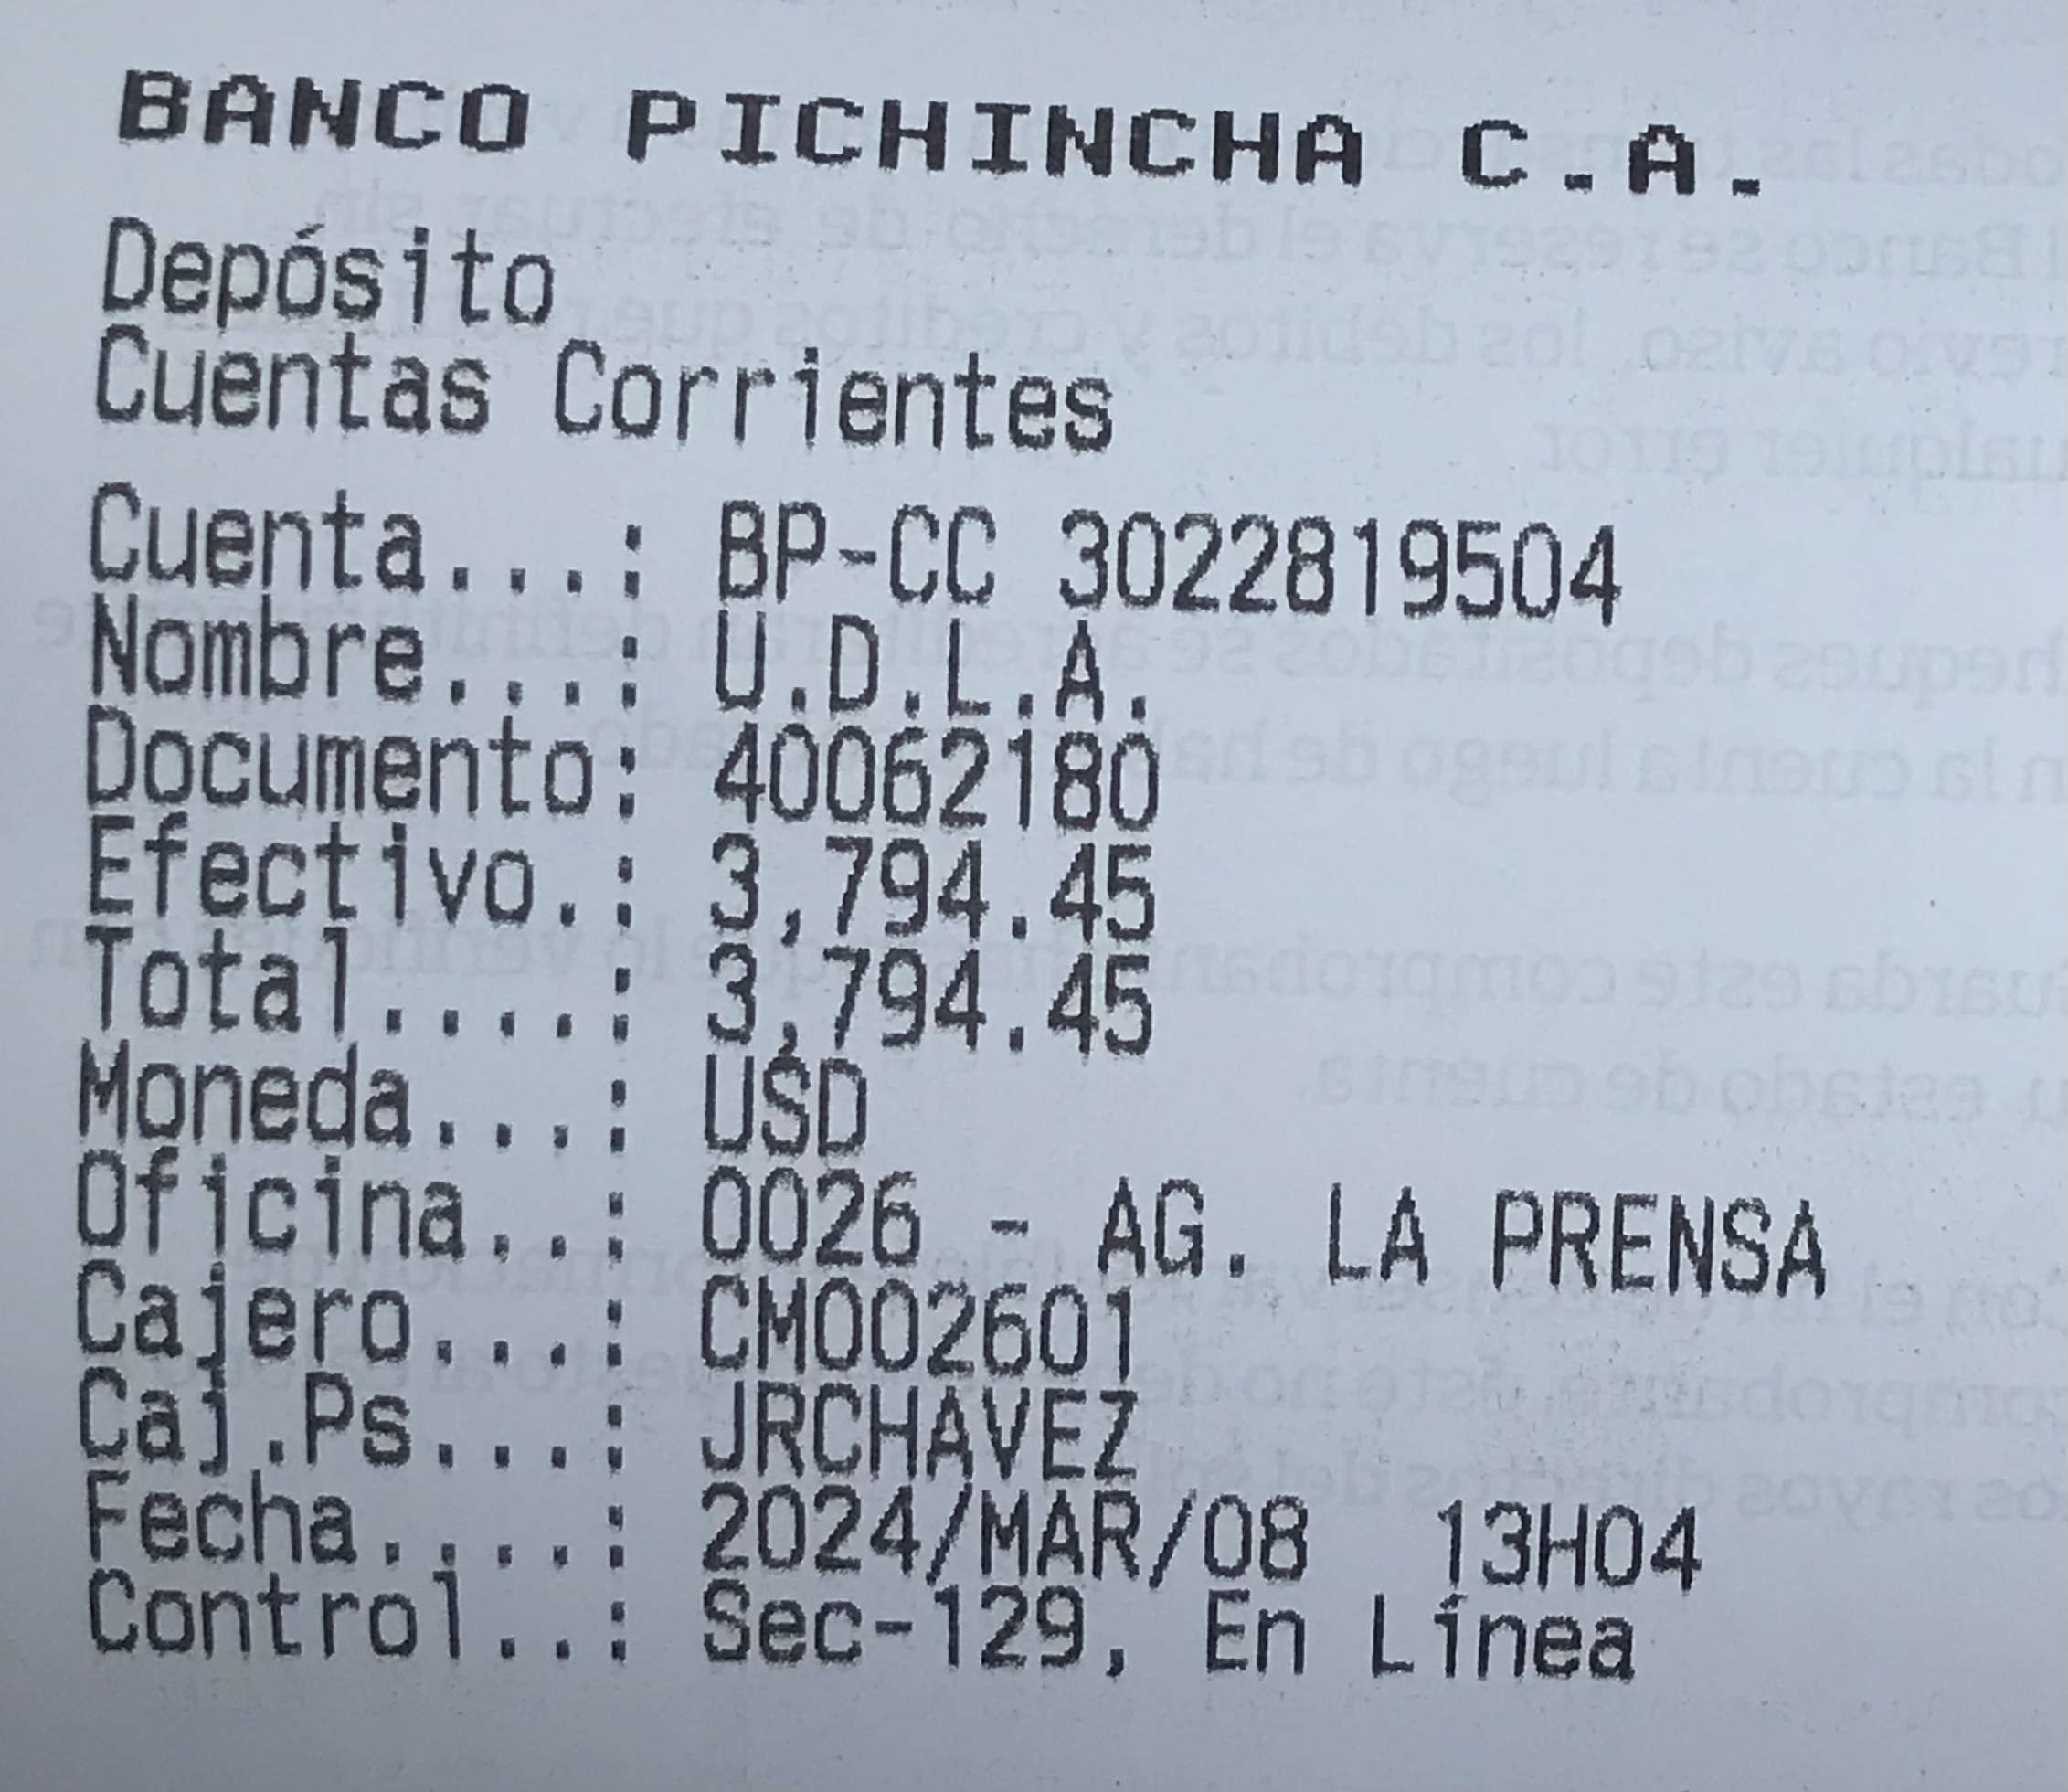 BANCO PICHINCHA C.A.
Depósito
Cuentas Corrientes
Cuenta...: BP-CC 3022819504
Nombre...: U.D.L.A.
Documento: 40062180
Efectivo.: 3,794.45
Total....: 3,794.45
Moneda...: USD
Oficina..: 0026 - AG. LA PRENSA
Cajero...: CM002601
Caj.Ps...: JRCHAVEZ
Fecha....: 2024/MAR/08 13H04
Control..: Sec-129, En Línea